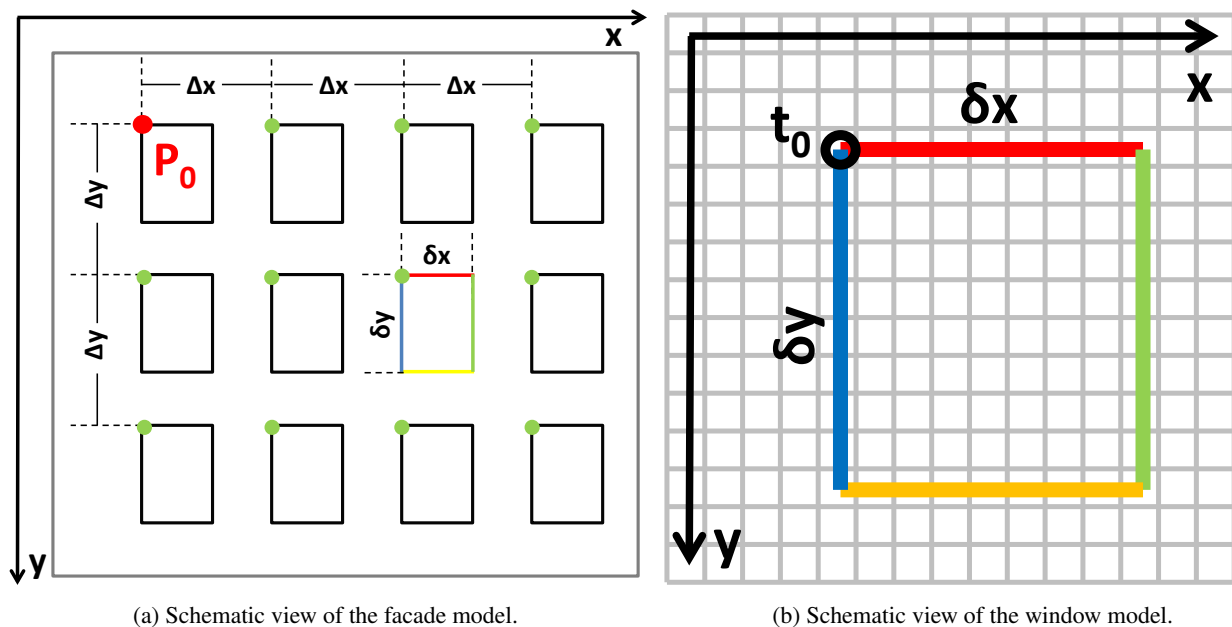 x
Δx Δx Δx
P₀
Δy
δx
δy
Δy
y
(a) Schematic view of the facade model.
x
δx
t₀
δy
y
(b) Schematic view of the window model.